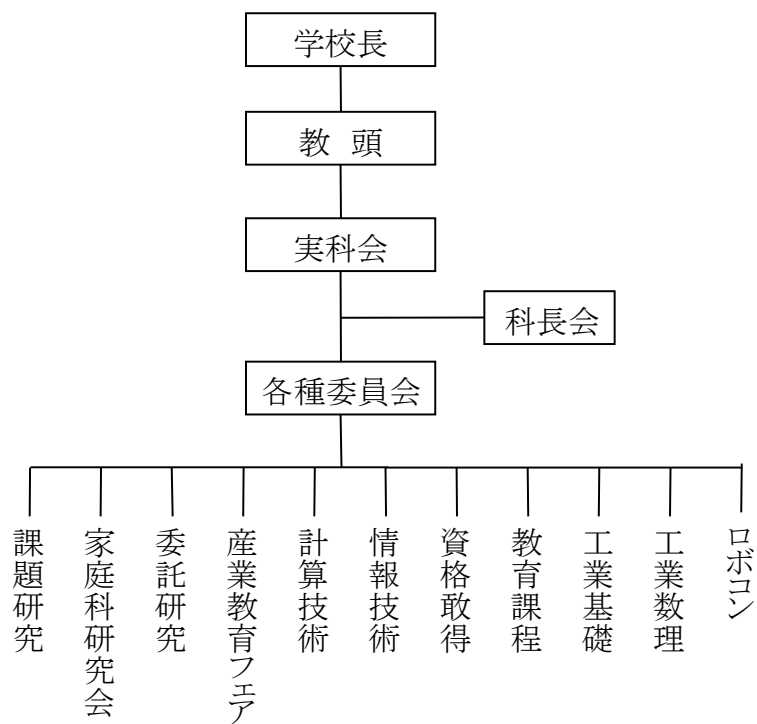 学校長
教 頭
実科会
科長会
各種委員会
課題研究
家庭科研究会
委託研究
産業教育フェア
計算技術
情報技術
資格敢得
教育課程
工業基礎
工業数理
ロボコン